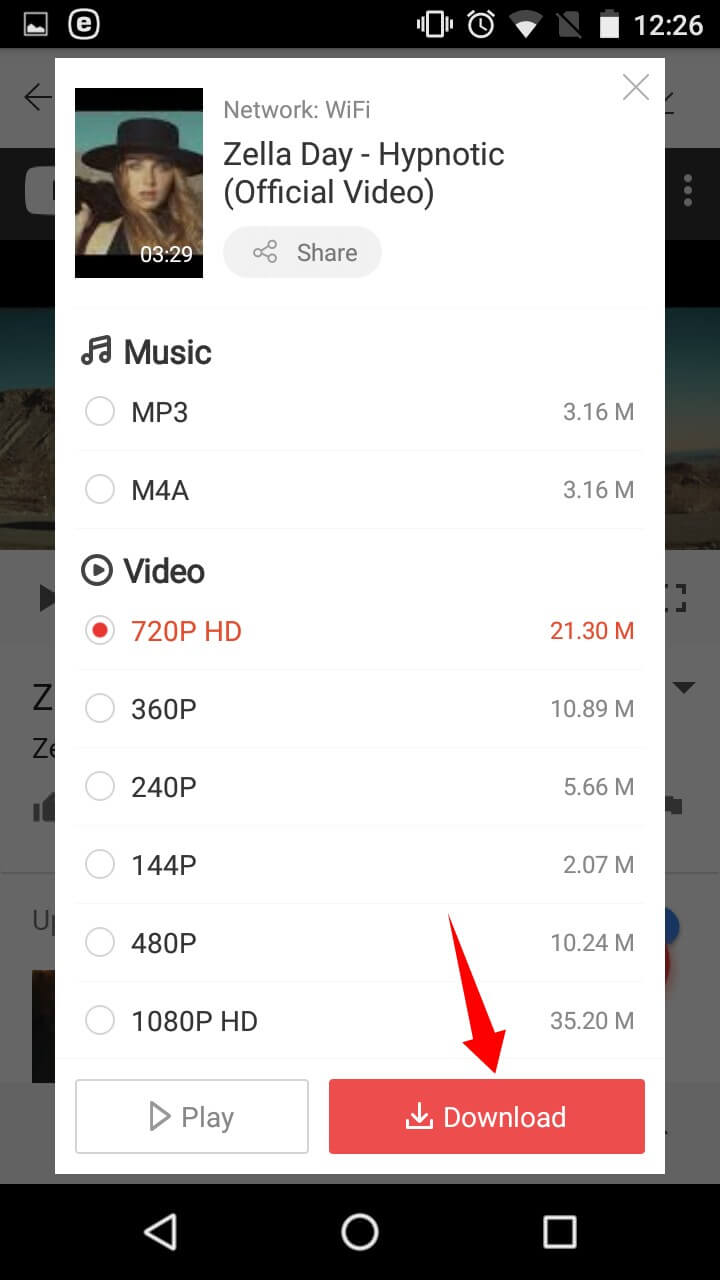 12:26
Network: WiFi
Zella Day - Hypnotic
(Official Video)
03:29
Share
Music
MP3 3.16 M
M4A 3.16 M
Video
720P HD 21.30 M
360P 10.89 M
Z
Ze
240P 5.66 M
144P 2.07 M
Up
480P 10.24 M
1080P HD 35.20 M
Play
Download